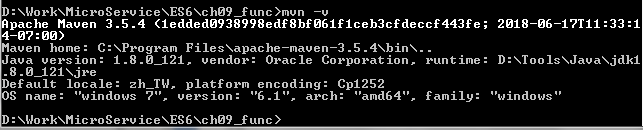 D:\Work\MicroService\ES6\ch09_func>mvn -v
Apache Maven 3.5.4 (1edded0938998edf8bf061f1ceb3cfdeccf443fe; 2018-06-17T11:33:1
4-07:00)
Maven home: C:\Program Files\apache-maven-3.5.4\bin\..
Java version: 1.8.0_121, vendor: Oracle Corporation, runtime: D:\Tools\Java\jdk1
.8.0_121\jre
Default locale: zh_TW, platform encoding: Cp1252
OS name: "windows 7", version: "6.1", arch: "amd64", family: "windows"
D:\Work\MicroService\ES6\ch09_func>